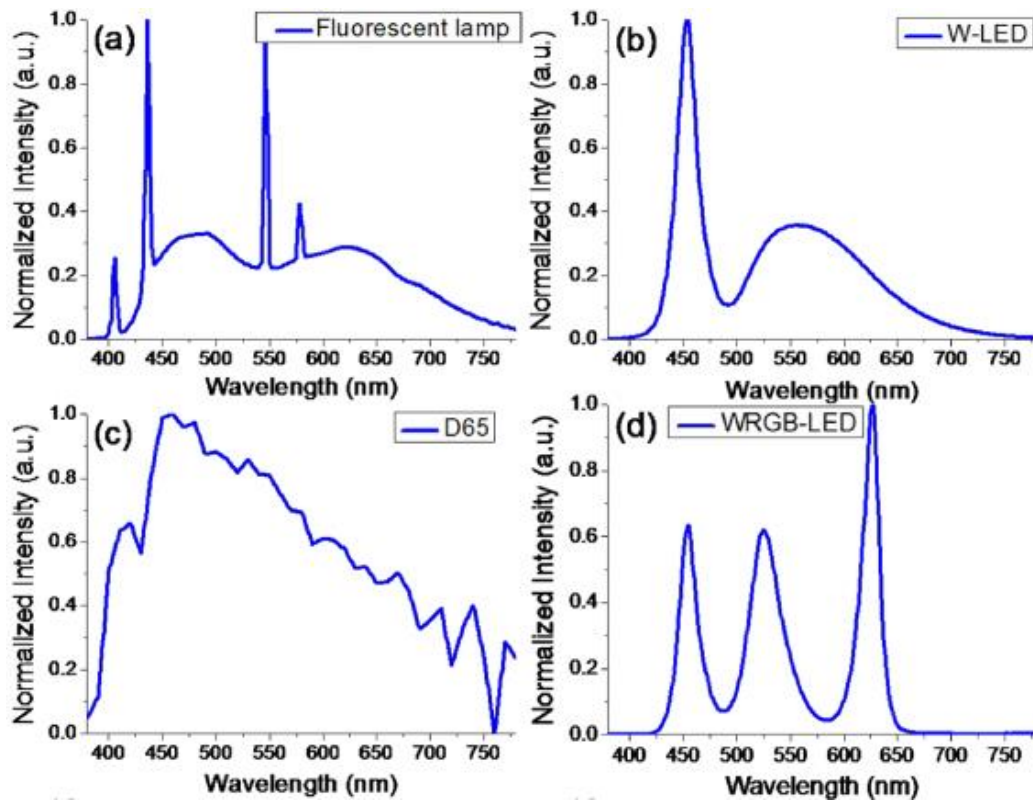 (a)
Fluorescent lamp
Normalized Intensity (a.u.)
1.0
0.8
0.6
0.4
0.2
0.0
400 450 500 550 600 650 700 750
Wavelength (nm)
(b)
W-LED
Normalized Intensity (a.u.)
1.0
0.8
0.6
0.4
0.2
0.0
400 450 500 550 600 650 700 750
Wavelength (nm)
(c)
D65
Normalized Intensity (a.u.)
1.0
0.8
0.6
0.4
0.2
0.0
400 450 500 550 600 650 700 750
Wavelength (nm)
(d)
WRGB-LED
Normalized Intensity (a.u.)
1.0
0.8
0.6
0.4
0.2
0.0
400 450 500 550 600 650 700 750
Wavelength (nm)